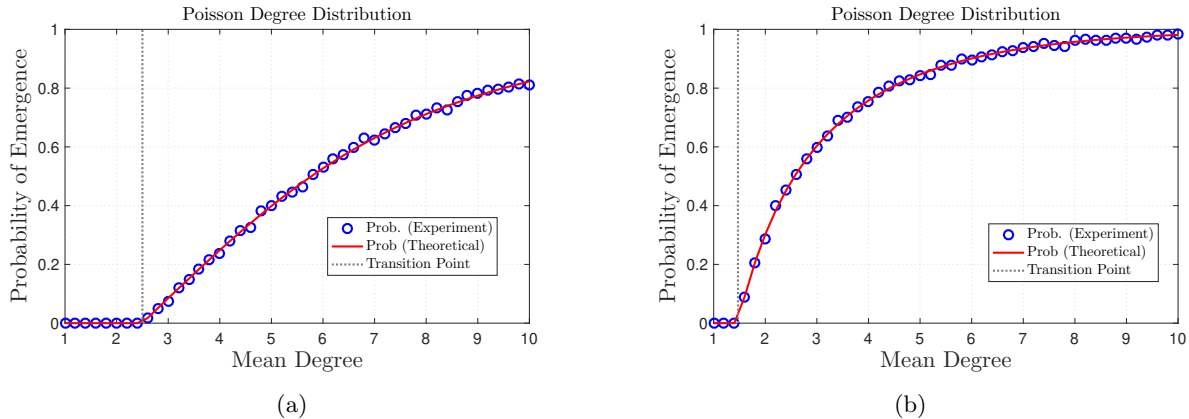 Poisson Degree Distribution
Probability of Emergence
1
0.8
0.6
0.4
0.2
0
Prob. (Experiment)
Prob (Theoretical)
Transition Point
1 2 3 4 5 6 7 8 9 10
Mean Degree
(a)
Poisson Degree Distribution
Probability of Emergence
1
0.8
0.6
0.4
0.2
0
Prob. (Experiment)
Prob (Theoretical)
Transition Point
1 2 3 4 5 6 7 8 9 10
Mean Degree
(b)